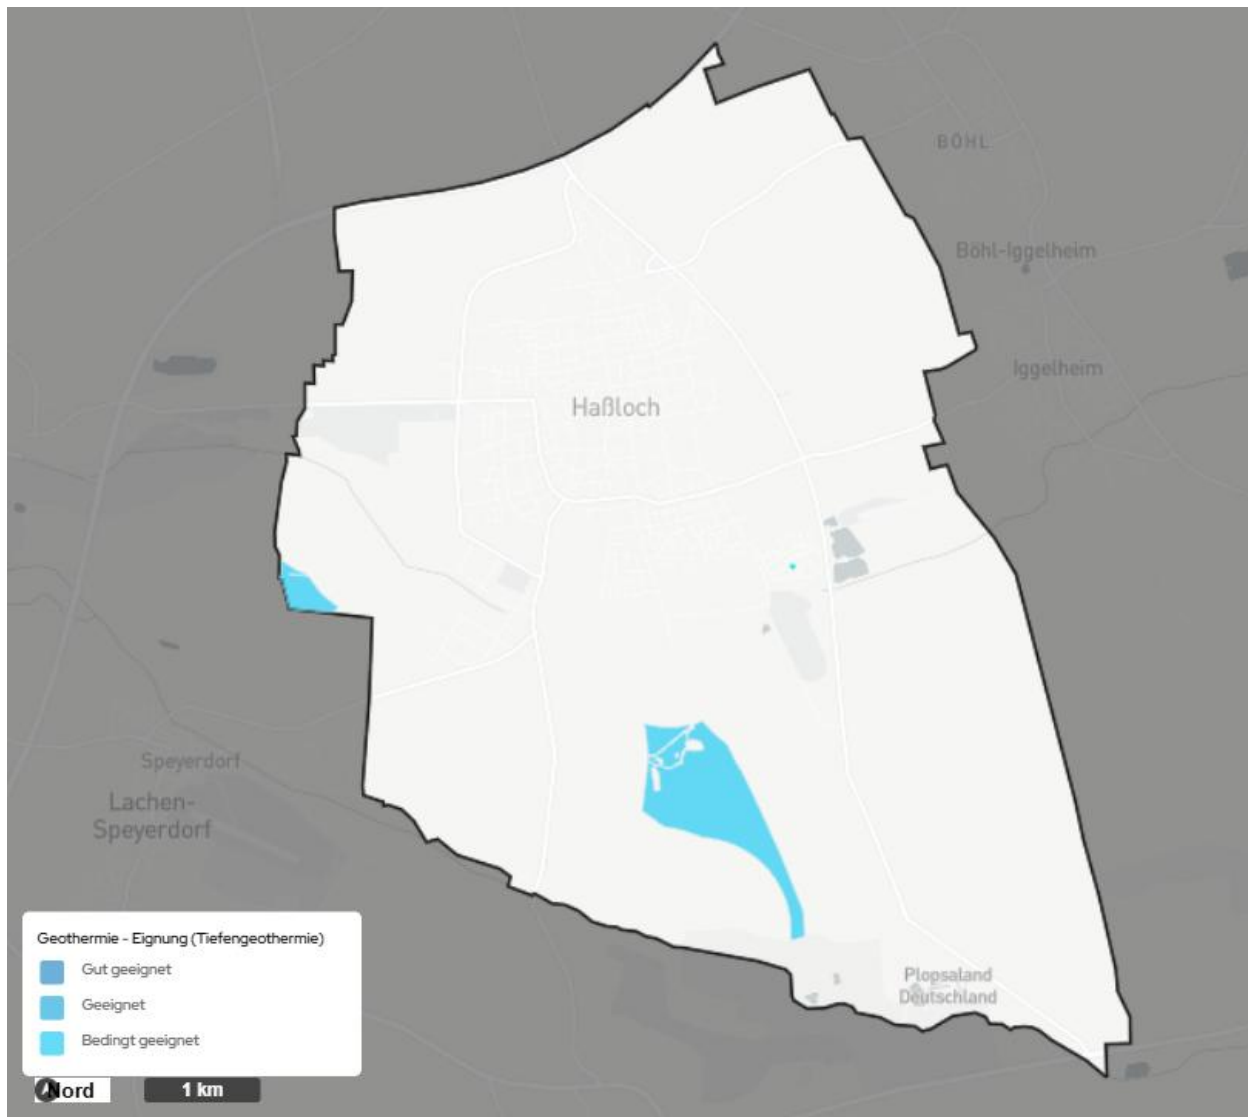 BÖHL
Böhl-Iggelheim
Iggelheim
Haßloch
Speyerdorf
Lachen-
Speyerdorf
Plopsaland
Deutschland
Geothermie - Eignung (Tiefengeothermie)
Gut geeignet
Geeignet
Bedingt geeignet
Nord
1 km